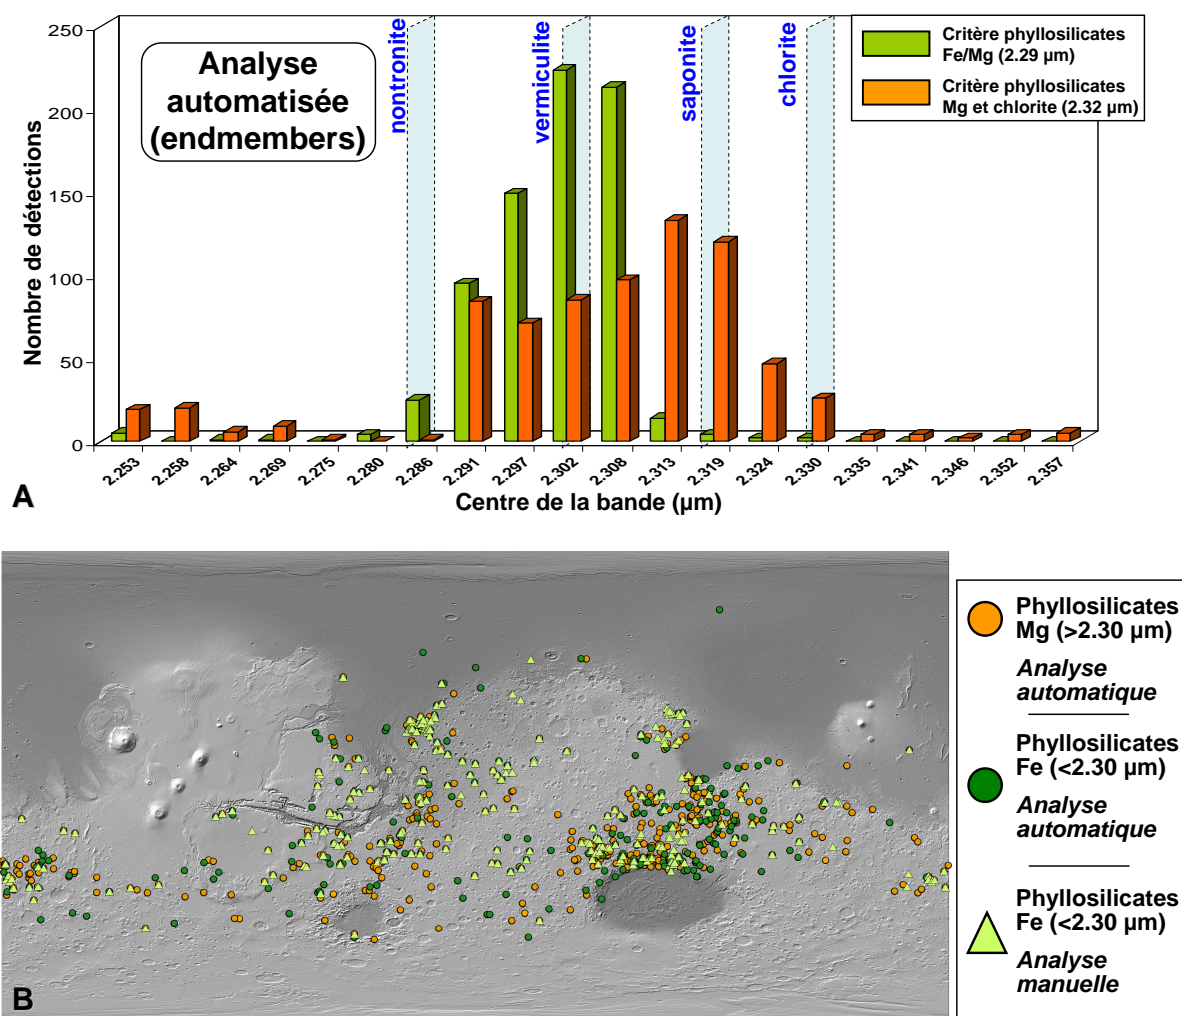 250
200
150
100
50
0
Nombre de détections
Analyse
automatisée
(endmembers)
nontronite
vermiculite
saponite
chlorite
Critère phyllosilicates
Fe/Mg (2.29 µm)
Critère phyllosilicates
Mg et chlorite (2.32 µm)
2.253 2.258 2.264 2.269 2.275 2.280 2.286 2.291 2.297 2.302 2.308 2.313 2.319 2.324 2.330 2.335 2.341 2.346 2.352 2.357
Centre de la bande (µm)
A
Phyllosilicates
Mg (>2.30 µm)
Analyse
automatique
Phyllosilicates
Fe (<2.30 µm)
Analyse
automatique
Phyllosilicates
Fe (<2.30 µm)
Analyse
manuelle
B